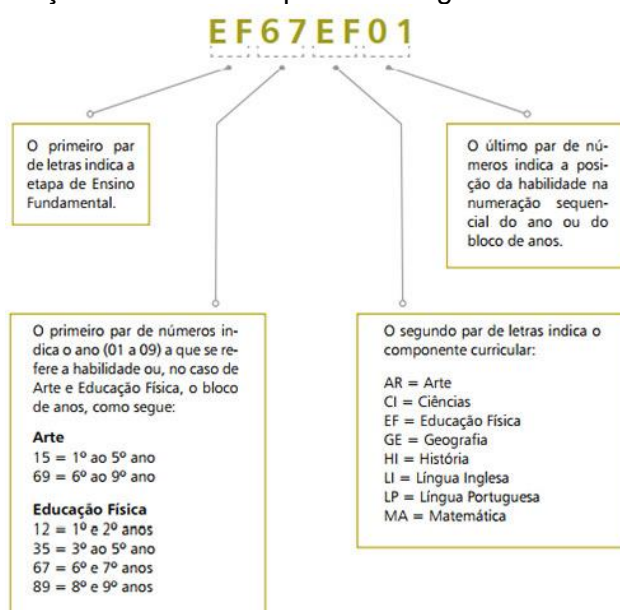 EF67EF01
O primeiro par
de letras indica a
etapa de Ensino
Fundamental.
O último par de nú-
meros indica a posi-
ção da habilidade na
numeração sequen-
cial do ano ou do
bloco de anos.
O primeiro par de números in-
dica o ano (01 a 09) a que se re-
fere a habilidade ou, no caso de
Arte e Educação Física, o bloco
de anos, como segue:
Arte
15 = 1º ao 5º ano
69 = 6º ao 9º ano
Educação Física
12 = 1º e 2º anos
35 = 3º ao 5º ano
67 = 6º e 7º anos
89 = 8º e 9º anos
O segundo par de letras indica o
componente curricular:
AR = Arte
CI = Ciências
EF = Educação Física
GE = Geografia
HI = História
LI = Língua Inglesa
LP = Língua Portuguesa
MA = Matemática